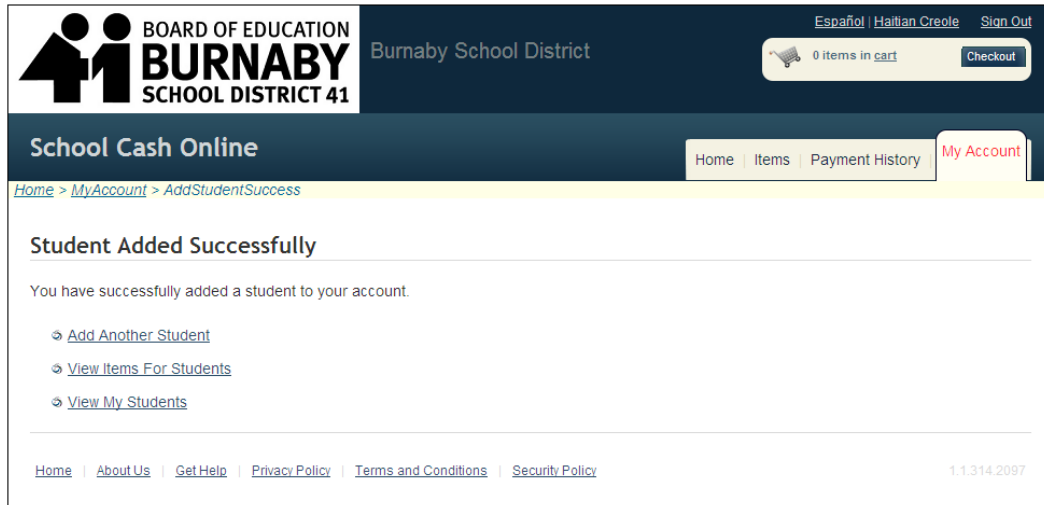 BOARD OF EDUCATION
BURNABY
SCHOOL DISTRICT 41
Burnaby School District
Español | Haitian Creole Sign Out
0 items in cart Checkout
School Cash Online
Home | Items | Payment History | My Account
Home > MyAccount > AddStudentSuccess
Student Added Successfully
You have successfully added a student to your account.
Add Another Student
View Items For Students
View My Students
Home | About Us | Get Help | Privacy Policy | Terms and Conditions | Security Policy 1.1.314.2097